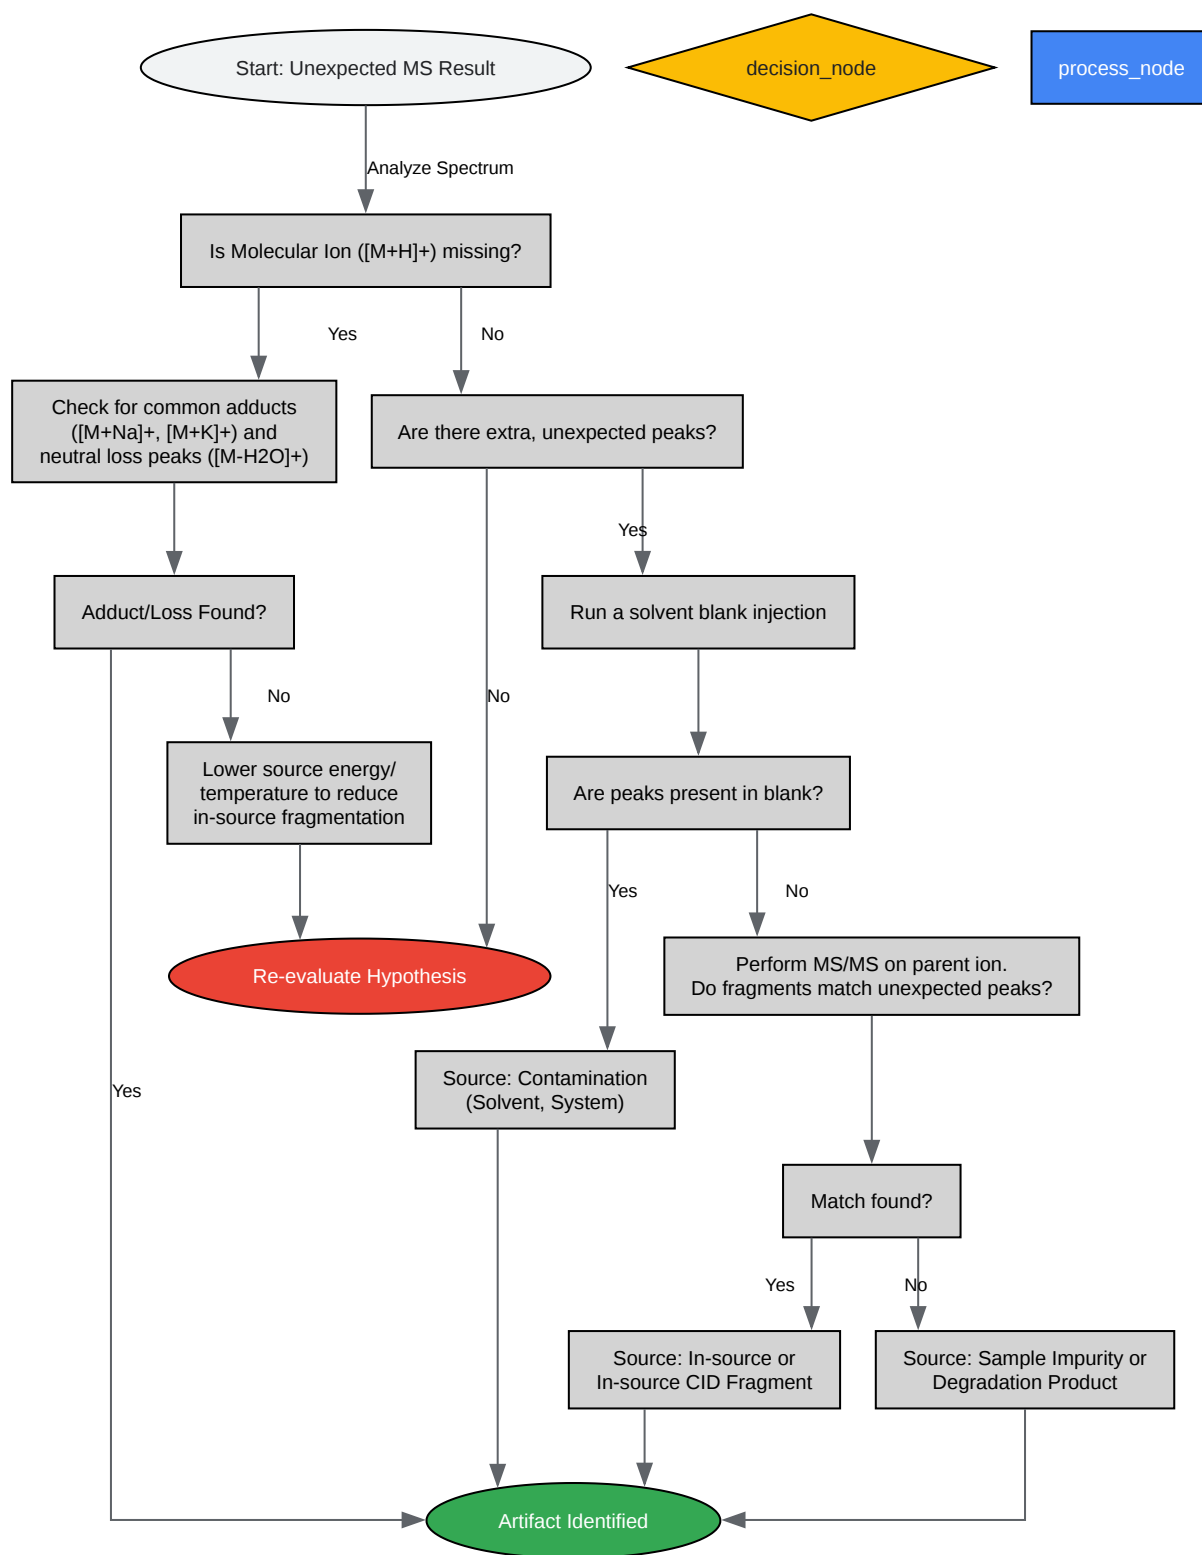 Start: Unexpected MS Result
decision_node
process_node
Analyze Spectrum
Is Molecular Ion ([M+H]+) missing?
Yes
No
Check for common adducts
([M+Na]+, [M+K]+) and
neutral loss peaks ([M-H2O]+)
Are there extra, unexpected peaks?
Yes
Adduct/Loss Found?
Run a solvent blank injection
No
No
Lower source energy/
temperature to reduce
in-source fragmentation
Are peaks present in blank?
Yes
No
Re-evaluate Hypothesis
Perform MS/MS on parent ion.
Do fragments match unexpected peaks?
Yes
Source: Contamination
(Solvent, System)
Match found?
Yes
No
Source: In-source or
In-source CID Fragment
Source: Sample Impurity or
Degradation Product
Artifact Identified